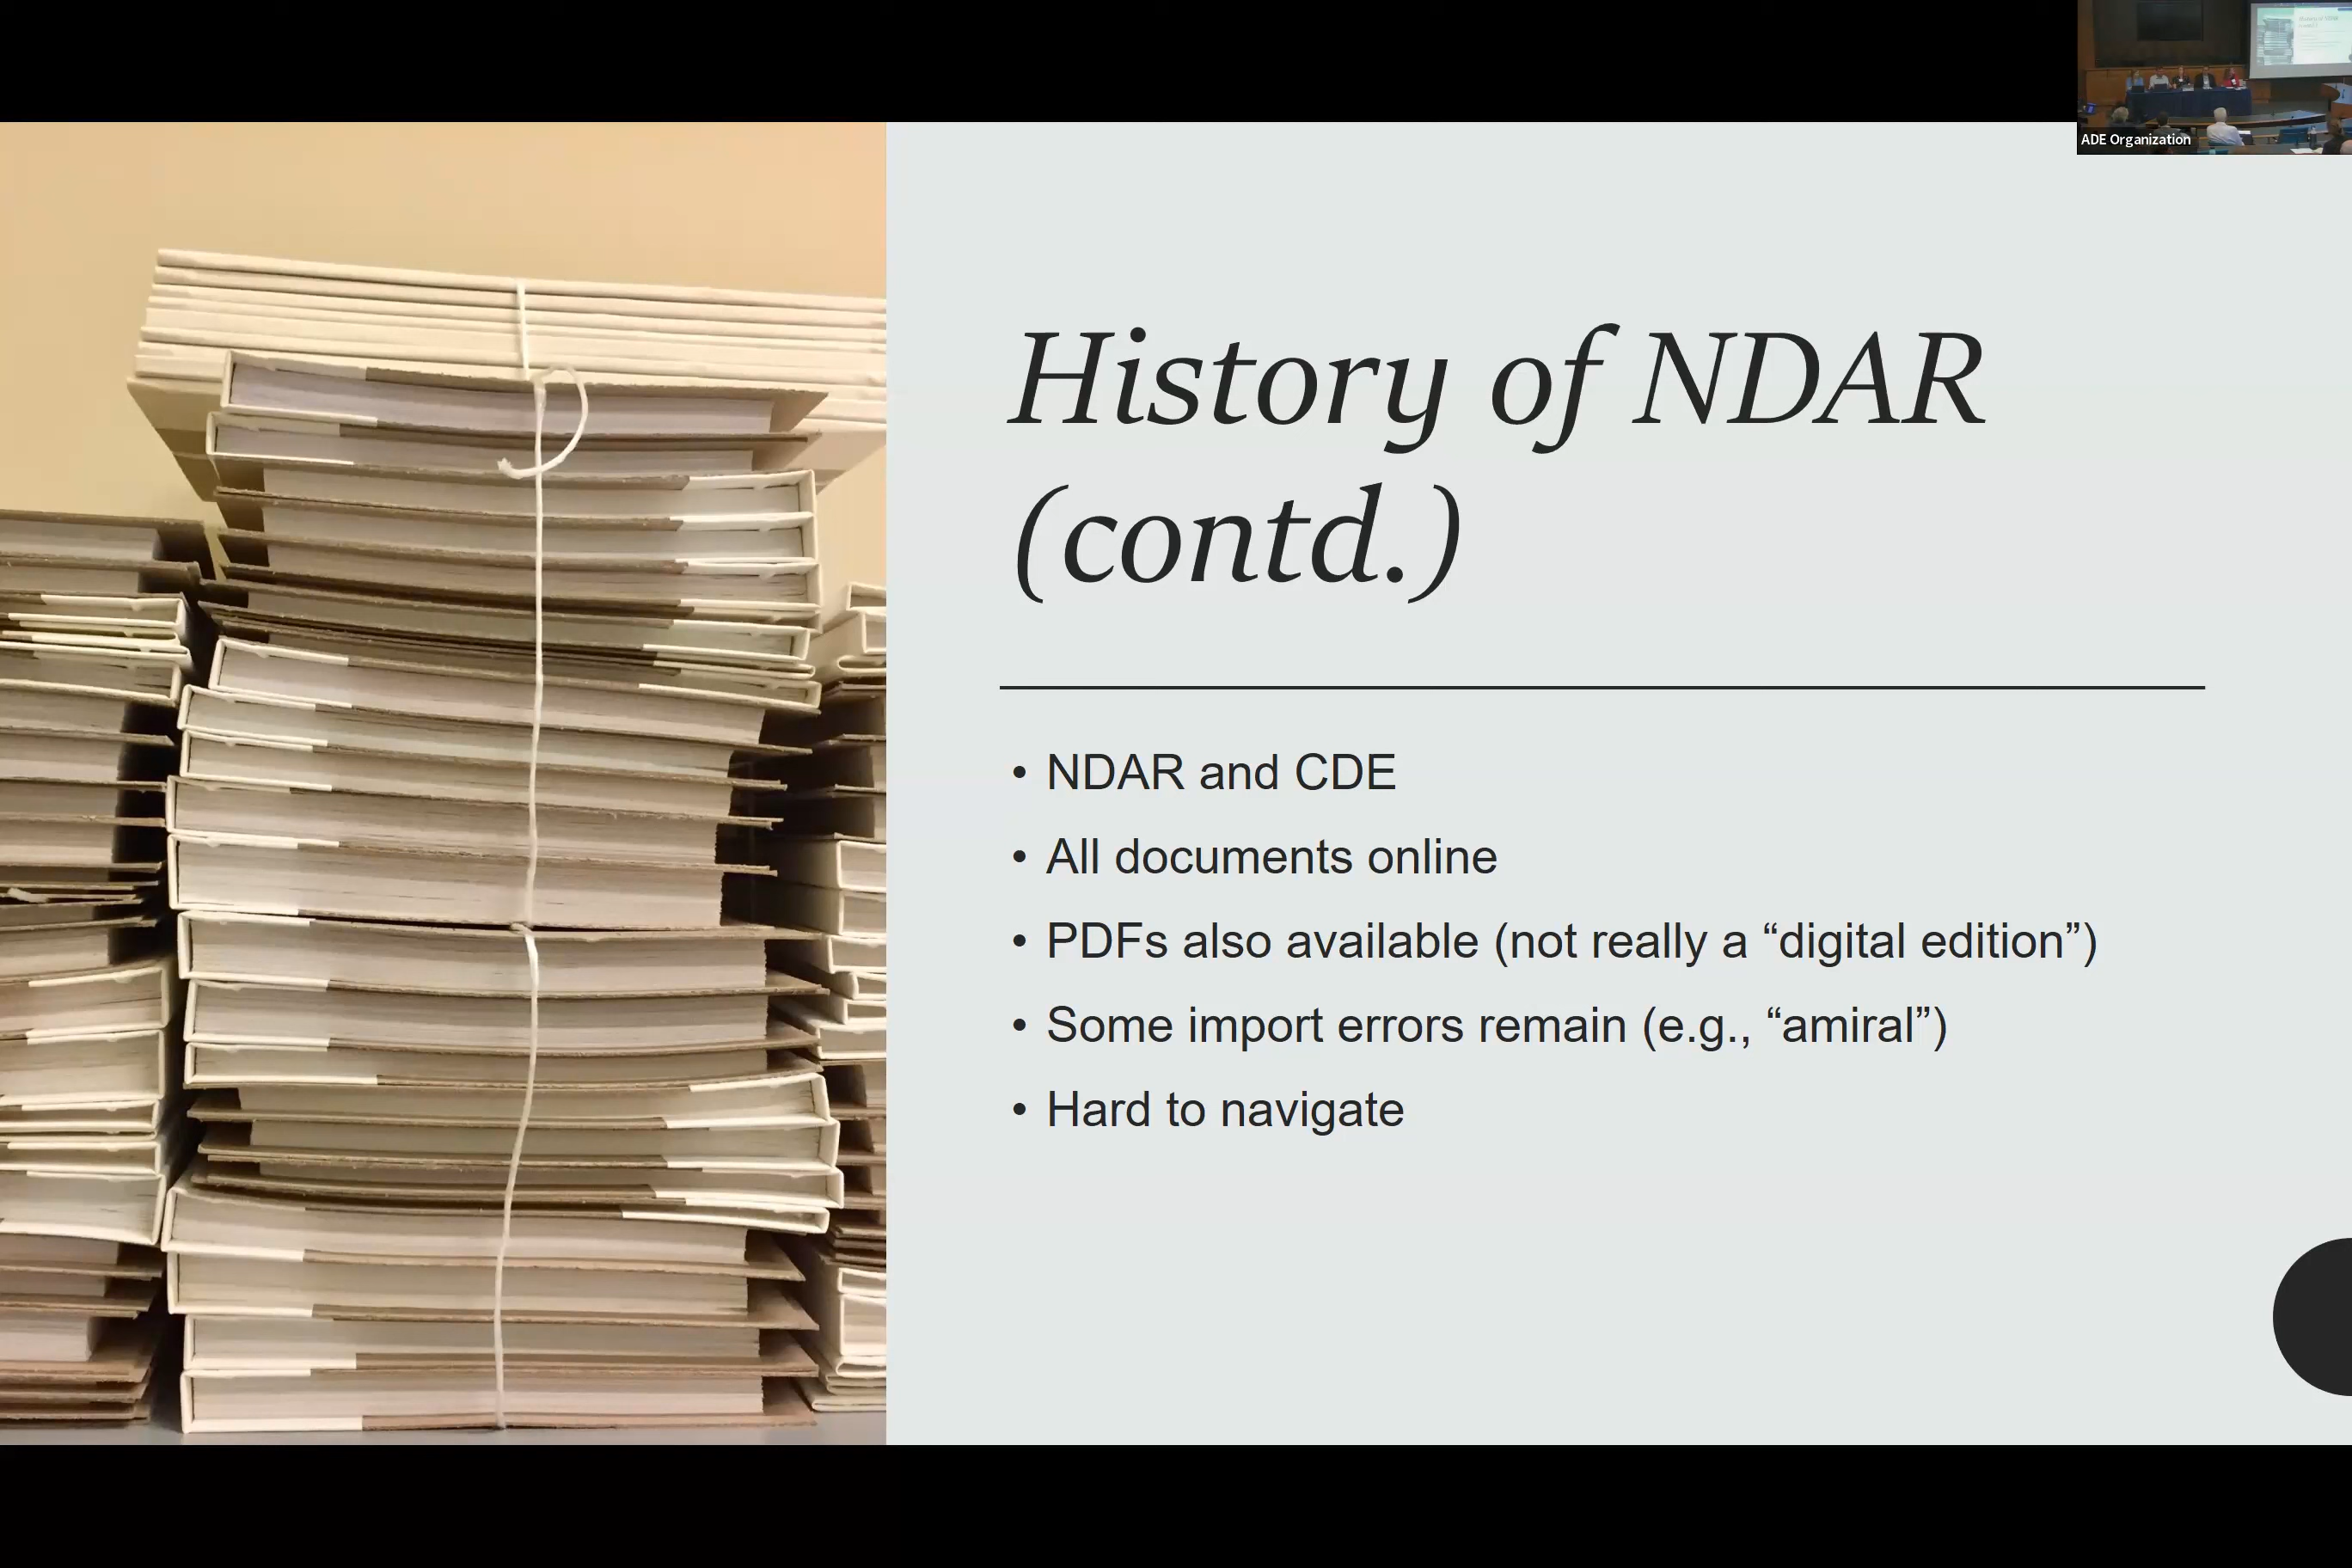 ADE Organization
History of NDAR
(contd.)
• NDAR and CDE
• All documents online
• PDFs also available (not really a “digital edition”)
• Some import errors remain (e.g., “amiral”)
• Hard to navigate